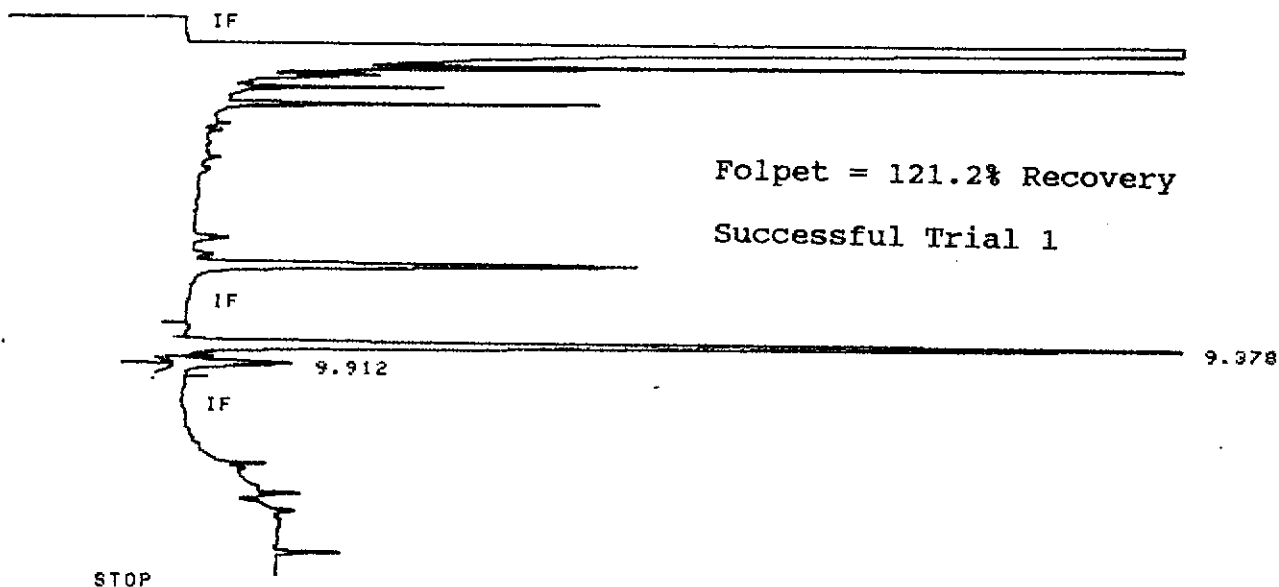 IF
Folpet = 121.2% Recovery
Successful Trial 1
IF
9.378
9.912
IF
STOP